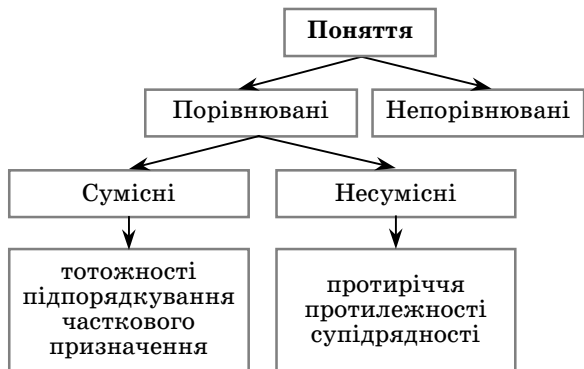 Поняття
Порівнювані
Непорівнювані
Сумісні
Несумісні
тотожності
підпорядкування
часткового
призначення
протиріччя
протилежності
супідрядності